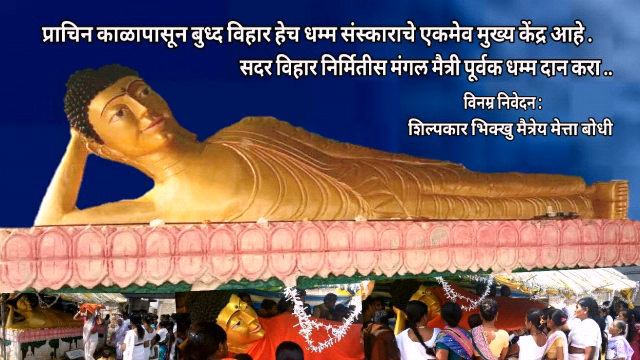 प्राचिन काळापासून बुध्द विहार हेच धम्म संस्काराचे एकमेव मुख्य केंद्र आहे.
सदर विहार निर्मितीस मंगल मैत्री पूर्वक धम्म दान करा..
विनम्र निवेदन:
शिल्पकार भिक्खु मैत्रेय मेत्ता बोधी